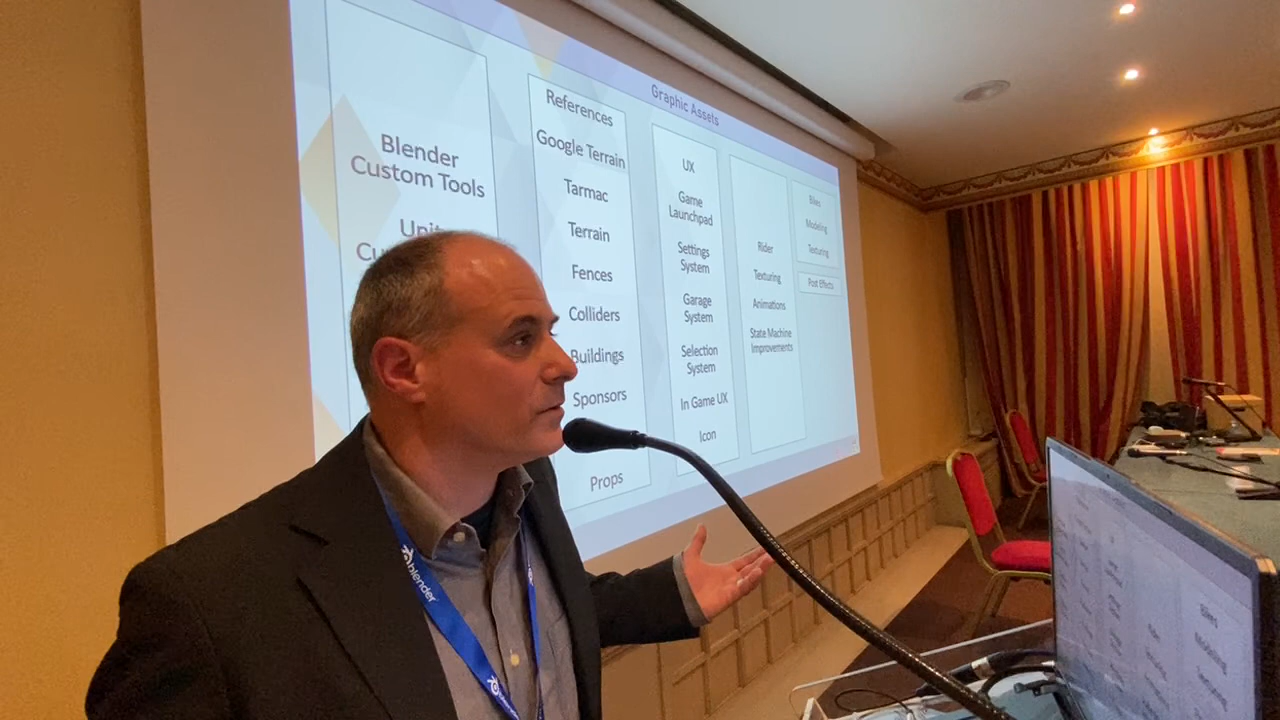 Graphic Assets
Blender
Custom Tools
References
Google Terrain
Tarmac
Terrain
Fences
Colliders
Buildings
Sponsors
Props
UX
Game
Launchpad
Settings
System
Garage
System
Selection
System
In Game UX
Icon
Rider
Texturing
Animations
State Machine
Improvements
Bikes
Modeling
Texturing
Post Effects
blender
Bikes
Modeling